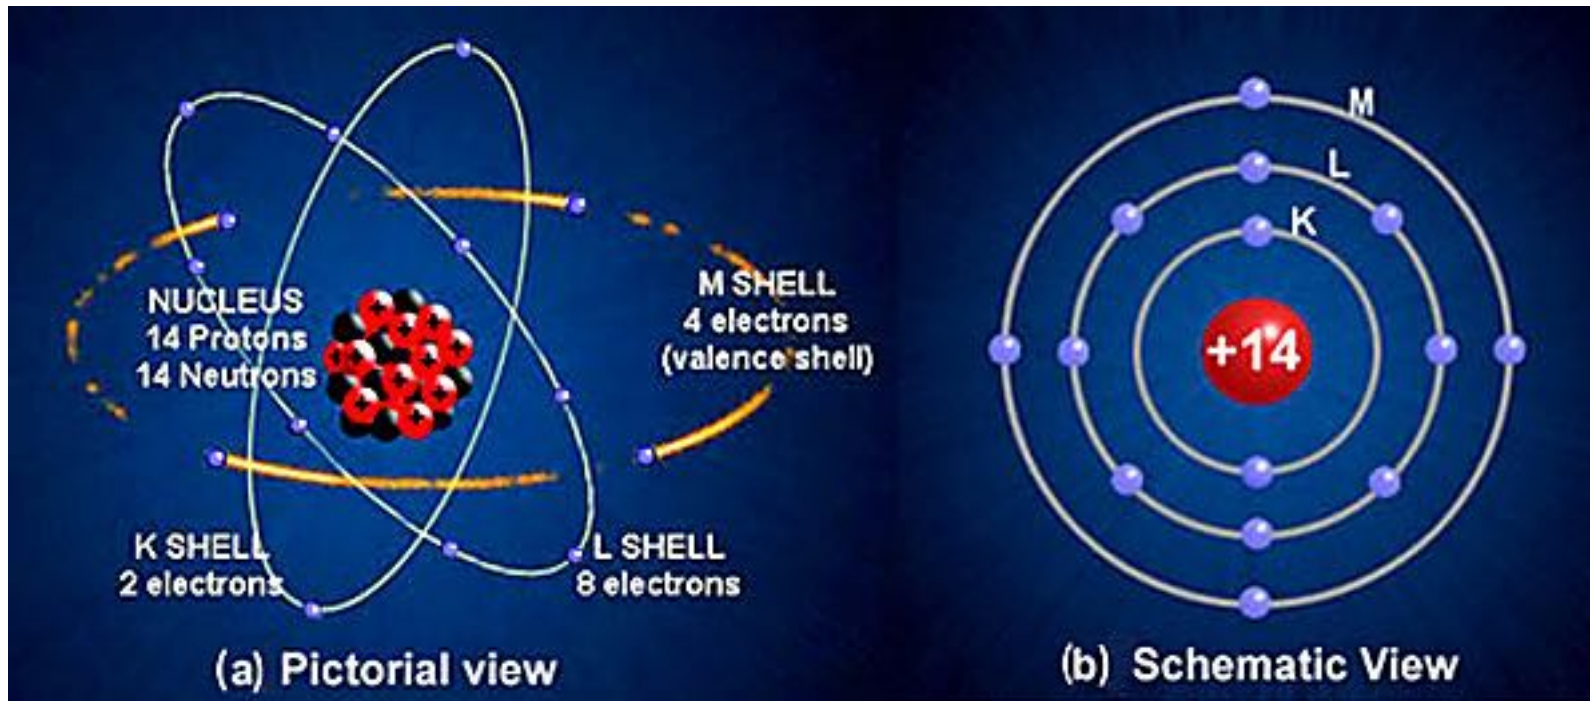 NUCLEUS
14 Protons
14 Neutrons
M SHELL
4 electrons
(valence shell)
K SHELL
2 electrons
L SHELL
8 electrons
(a) Pictorial view
M
L
K
+14
(b) Schematic View